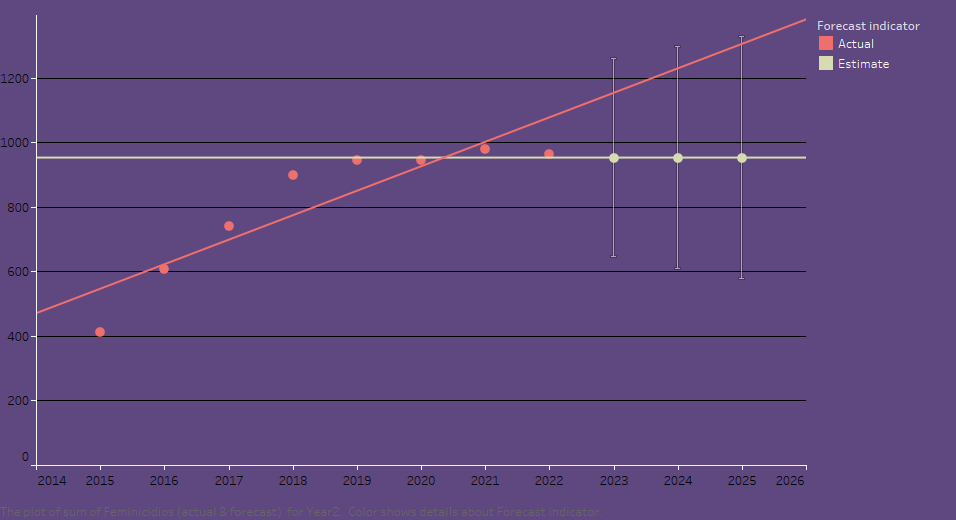 Forecast indicator
Actual
Estimate
1200
1000
800
600
400
200
0
2014 2015 2016 2017 2018 2019 2020 2021 2022 2023 2024 2025 2026
The plot of sum of Feminicidios (actual & forecast) for Year2. Color shows details about Forecast indicator.